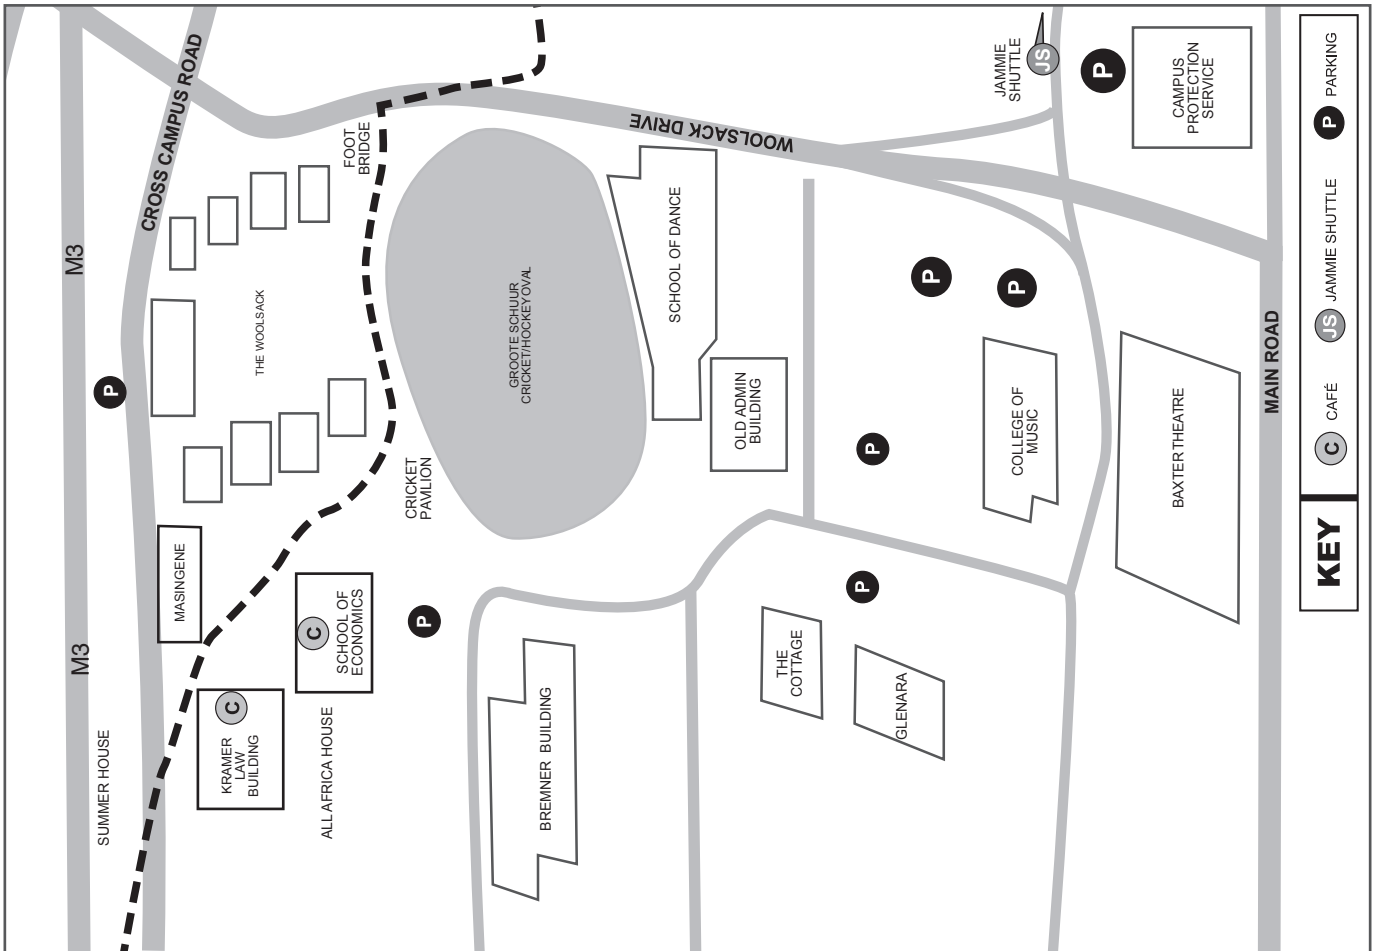 M3
M3
CROSS CAMPUS ROAD
SUMMER HOUSE
MASINGENE
KRAMER
LAW
BUILDING
C
ALL AFRICA HOUSE
C
SCHOOL OF
ECONOMICS
P
THE WOOLSACK
FOOT
BRIDGE
CRICKET
PAVLION
P
GROOTE SCHUUR
CRICKET/HOCKEYOVAL
BREMNER BUILDING
WOOLSACK DRIVE
SCHOOL OF DANCE
OLD ADMIN
BUILDING
THE
COTTAGE
GLENARA
P
P
P
P
COLLEGE OF
MUSIC
JAMMIE
SHUTTLE
JS
P
CAMPUS
PROTECTION
SERVICE
BAXTER THEATRE
MAIN ROAD
KEY
C CAFÉ
JS JAMMIE SHUTTLE
P PARKING